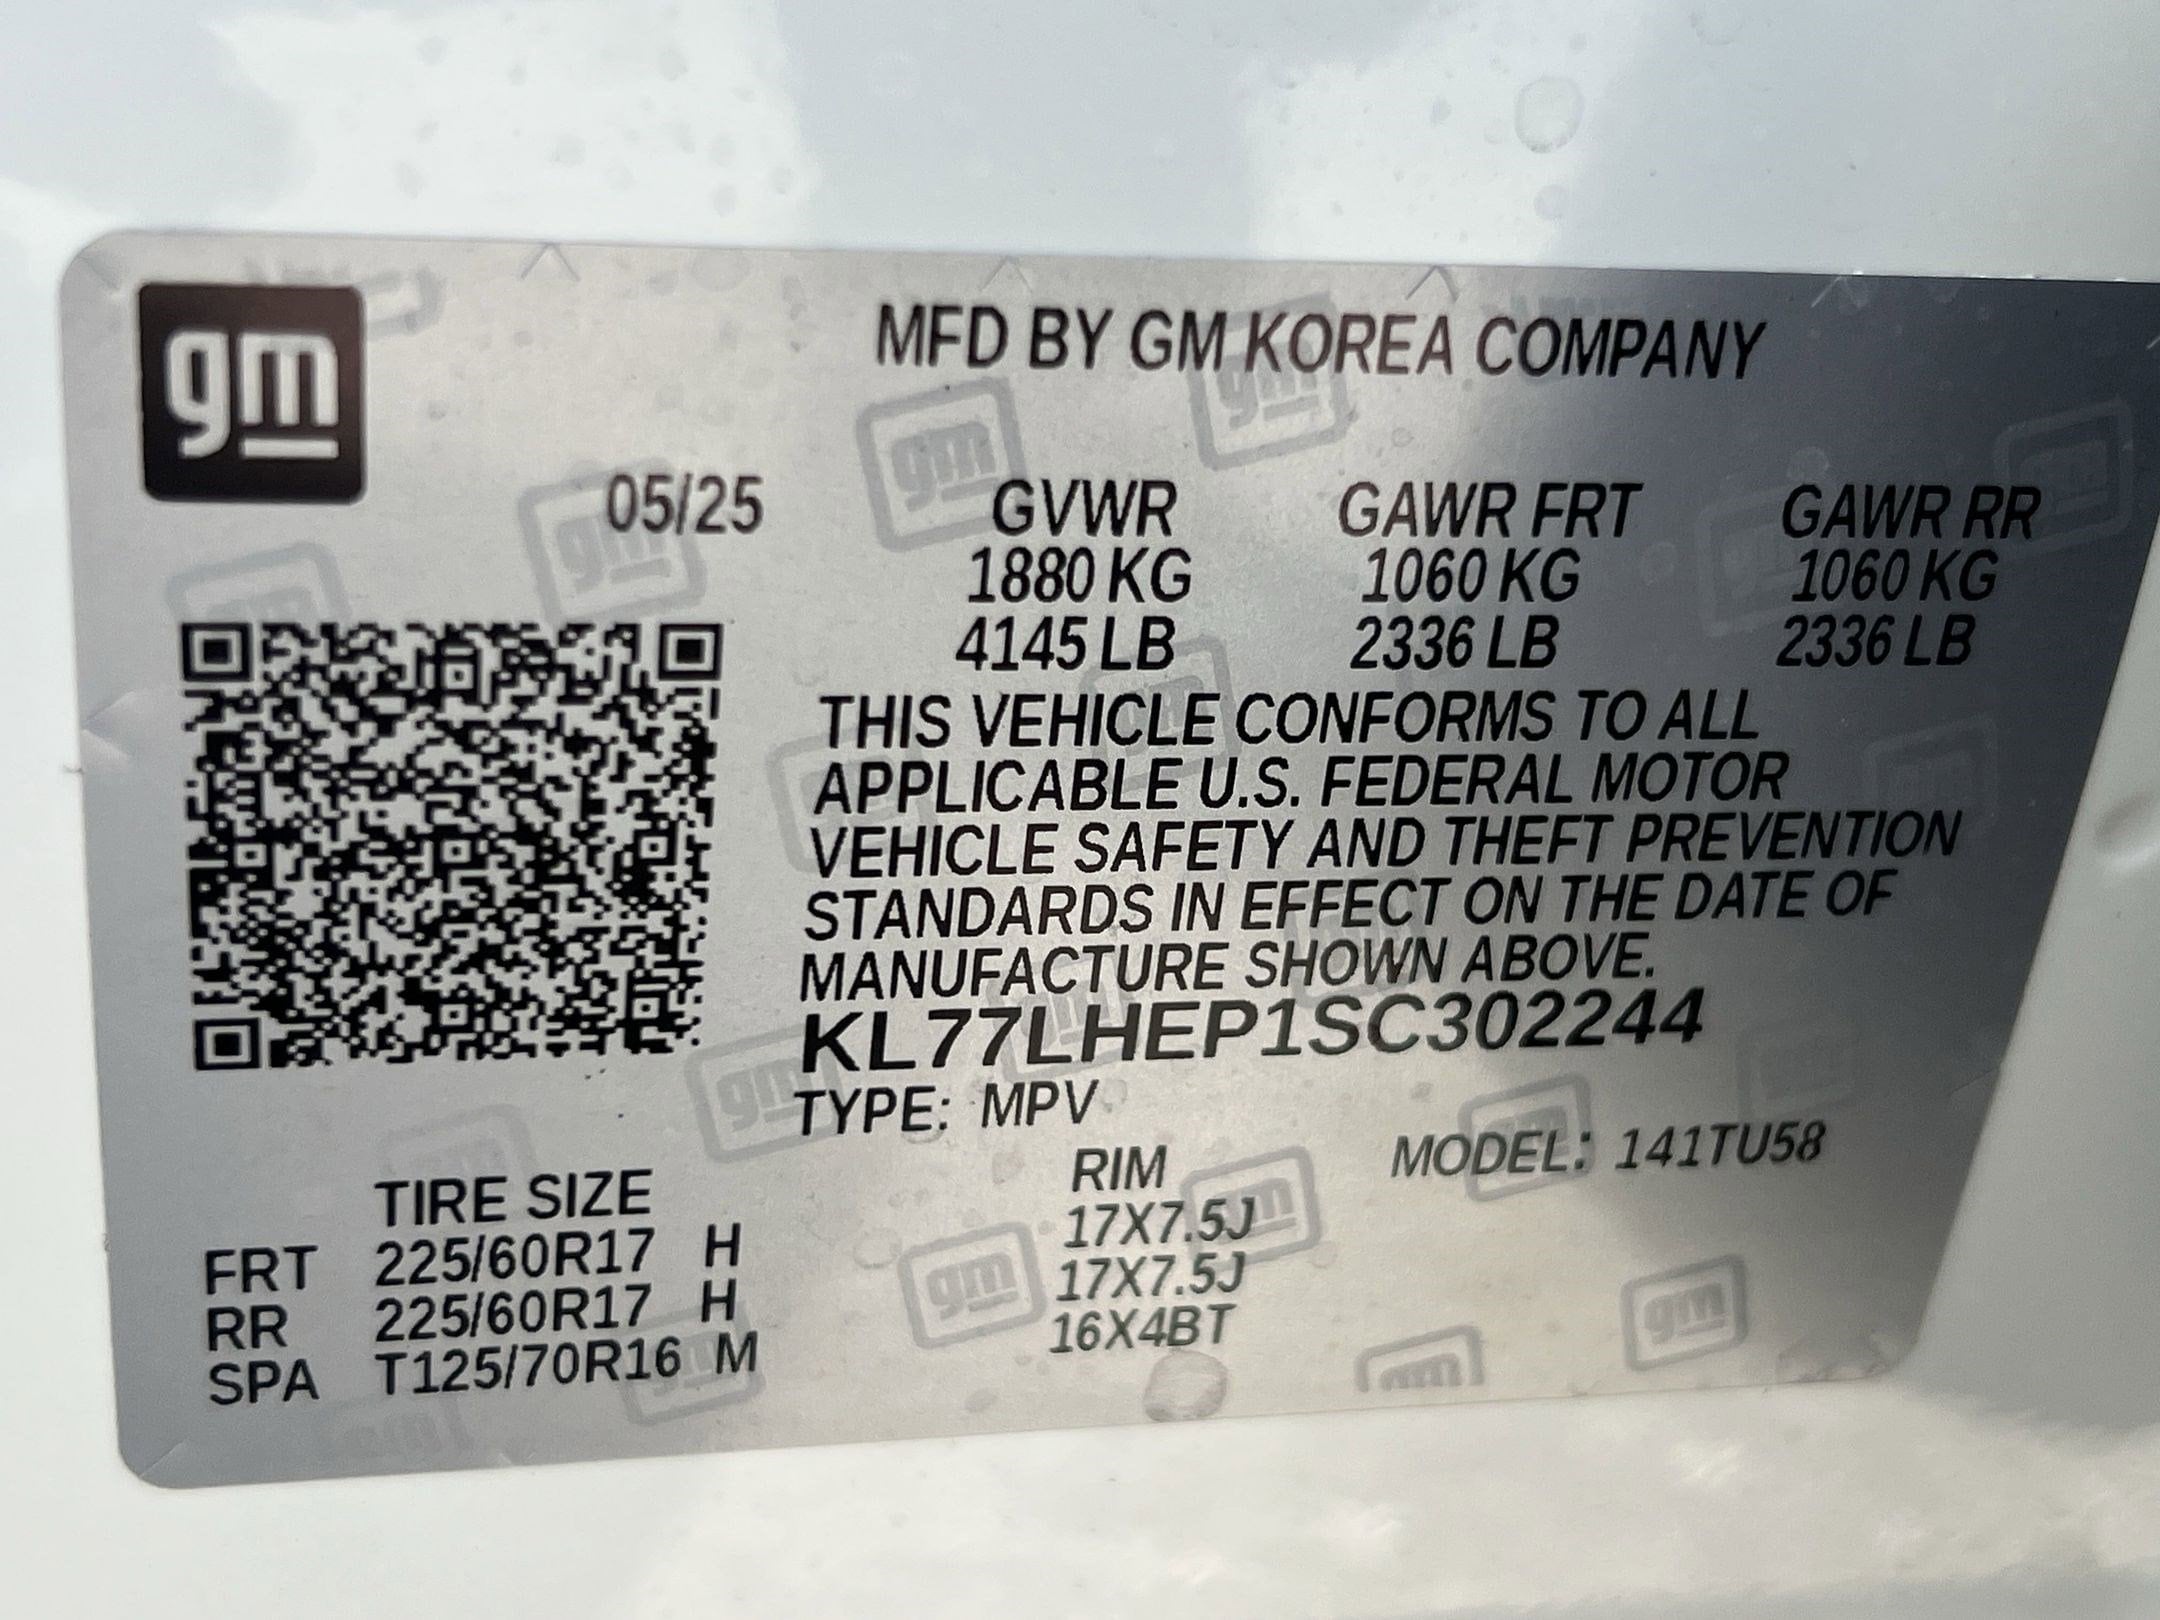 gm
MFD BY GM KOREA COMPANY
05/25 GVWR GAWR FRT GAWR RR
1880 KG 1060 KG 1060 KG
4145 LB 2336 LB 2336 LB
THIS VEHICLE CONFORMS TO ALL
APPLICABLE U.S. FEDERAL MOTOR
VEHICLE SAFETY AND THEFT PREVENTION
STANDARDS IN EFFECT ON THE DATE OF
MANUFACTURE SHOWN ABOVE.
KL77LHEP1SC302244
TYPE: MPV
MODEL: 141TU58
TIRE SIZE RIM
FRT 225/60R17 H 17X7.5J
RR 225/60R17 H 17X7.5J
SPA T125/70R16 M 16X4BT